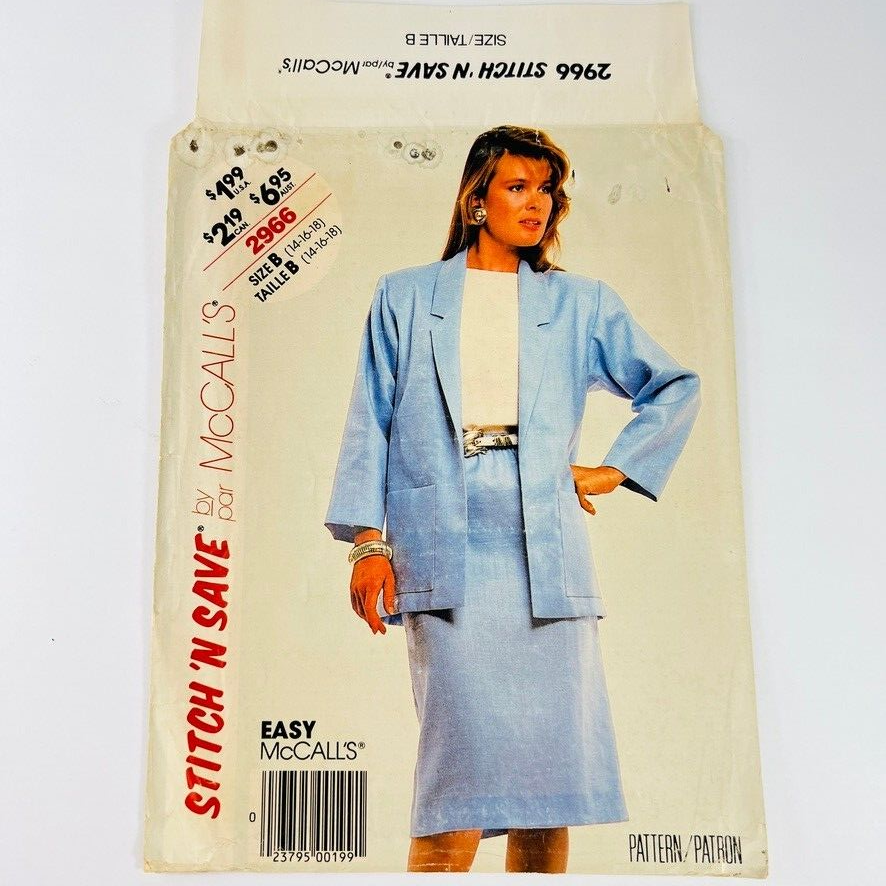 SIZE/TAILLE B
2966 STITCH 'N SAVE® by/par McCall's®
$1.99 U.S.A.
$2.19 CAN. $6.95 AUST.
2966
SIZE B (14-16-18)
TAILLE B (14-16-18)
STITCH 'N SAVE® by par McCALL'S®
EASY
McCALL'S®
0 23795 00199
PATTERN/PATRON